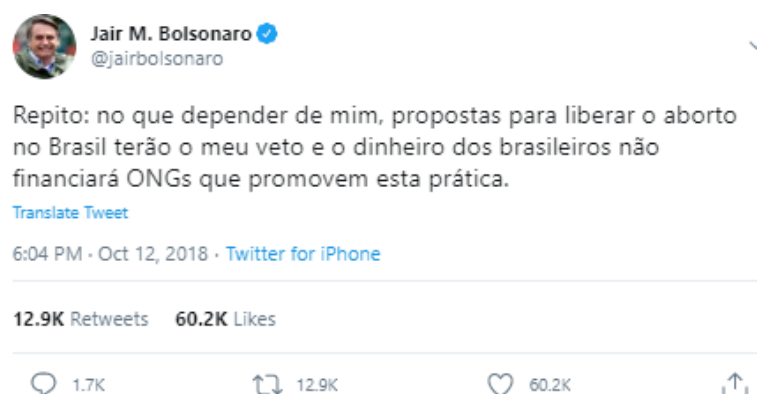 Jair M. Bolsonaro
@jairbolsonaro
Repito: no que depender de mim, propostas para liberar o aborto
no Brasil terão o meu veto e o dinheiro dos brasileiros não
financiará ONGs que promovem esta prática.
Translate Tweet
6:04 PM · Oct 12, 2018 · Twitter for iPhone
12.9K Retweets 60.2K Likes
1.7K 12.9K 60.2K